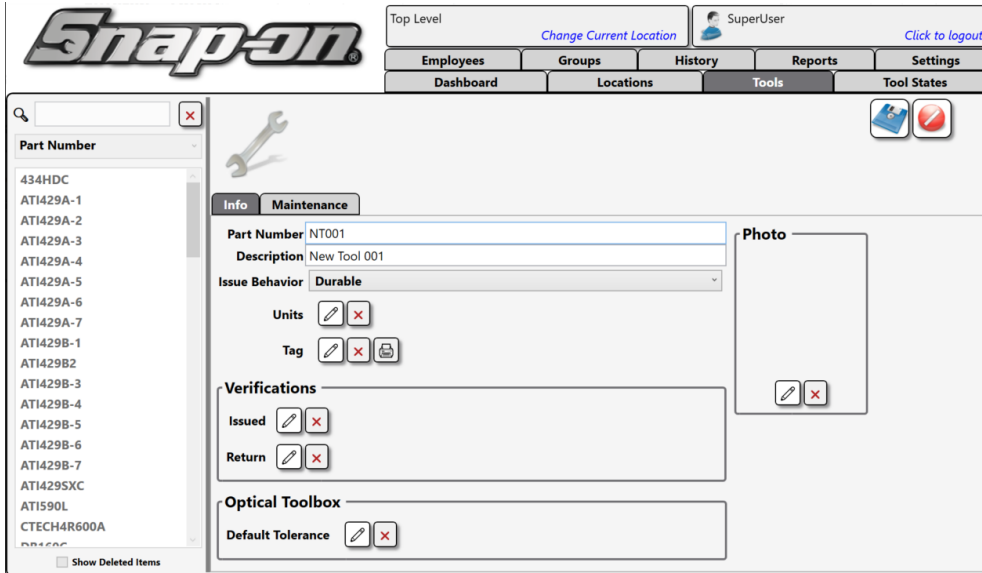 Snap-on®
Top Level
Change Current Location
SuperUser
Click to logout
Employees Groups History Reports Settings
Dashboard Locations Tools Tool States
Part Number
434HDC
ATI429A-1
ATI429A-2
ATI429A-3
ATI429A-4
ATI429A-5
ATI429A-6
ATI429A-7
ATI429B-1
ATI429B2
ATI429B-3
ATI429B-4
ATI429B-5
ATI429B-6
ATI429B-7
ATI429SXC
ATI590L
CTECH4R600A
Show Deleted Items
Info Maintenance
Part Number NT001
Description New Tool 001
Issue Behavior Durable
Units
Tag
Verifications
Issued
Return
Optical Toolbox
Default Tolerance
Photo